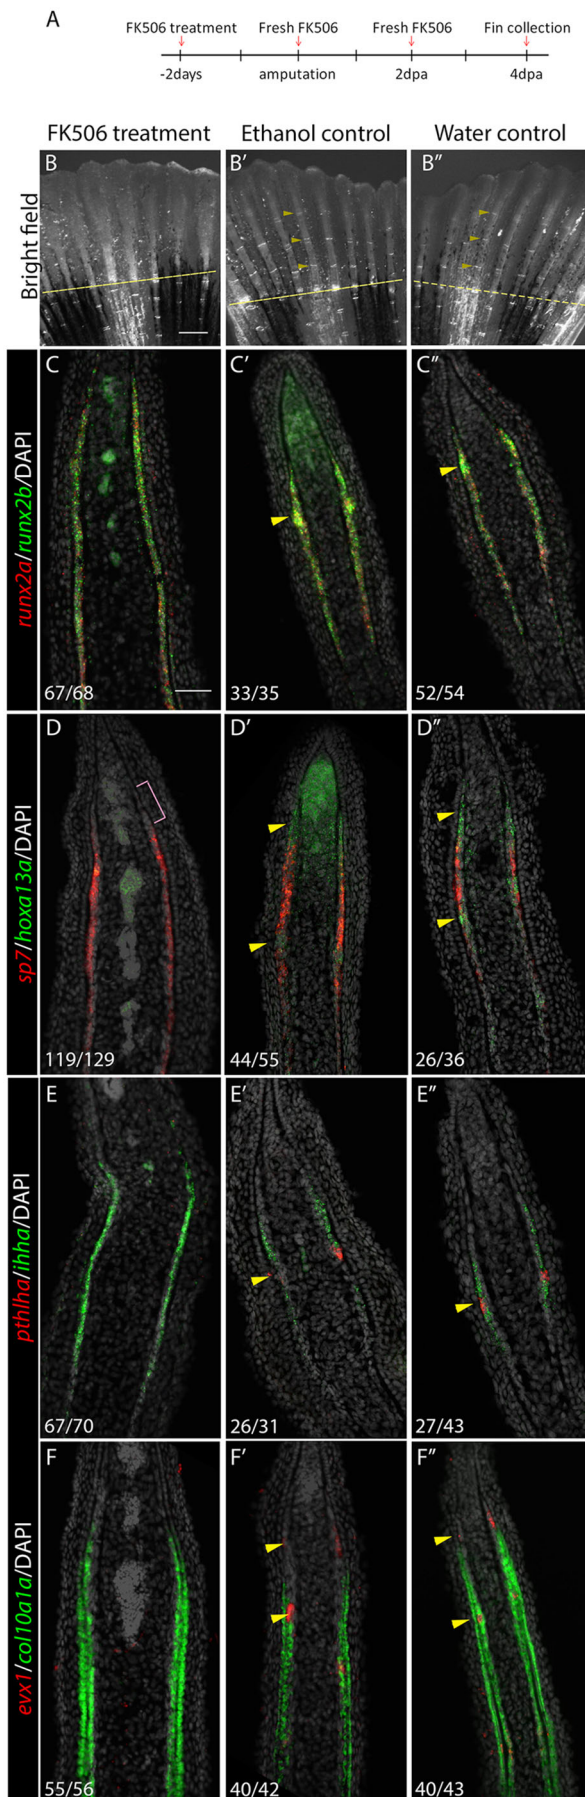 A
FK506 treatment Fresh FK506 Fresh FK506 Fin collection
-2days amputation 2dpa 4dpa
FK506 treatment Ethanol control Water control
Bright field
B B′ B″
runx2a/runx2b/DAPI
C C′ C″
67/68 33/35 52/54
sp7/hoxa13a/DAPI
D D′ D″
119/129 44/55 26/36
pthlha/ihha/DAPI
E E′ E″
67/70 26/31 27/43
evx1/col10a1a/DAPI
F F′ F″
55/56 40/42 40/43